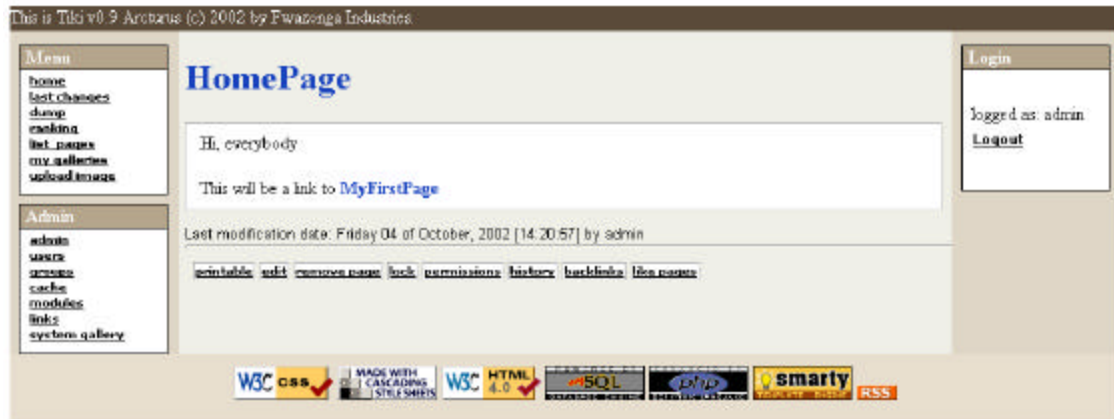 This is Tiki v0.9 Arcturus (c) 2002 by Fwazonga Industries
Menu
home
last changes
dump
ranking
list pages
my galleries
upload image
Admin
admin
users
groups
cache
modules
links
system gallery
HomePage
Hi, everybody
This will be a link to MyFirstPage
Last modification date: Friday 04 of October, 2002 [14:20:57] by admin
printable edit remove page lock permissions history backlinks like pages
Login
logged as: admin
Logout
W3C CSS
MADE WITH
CASCADING
STYLE SHEETS
W3C HTML
4.0
SQL
php
smarty
RSS